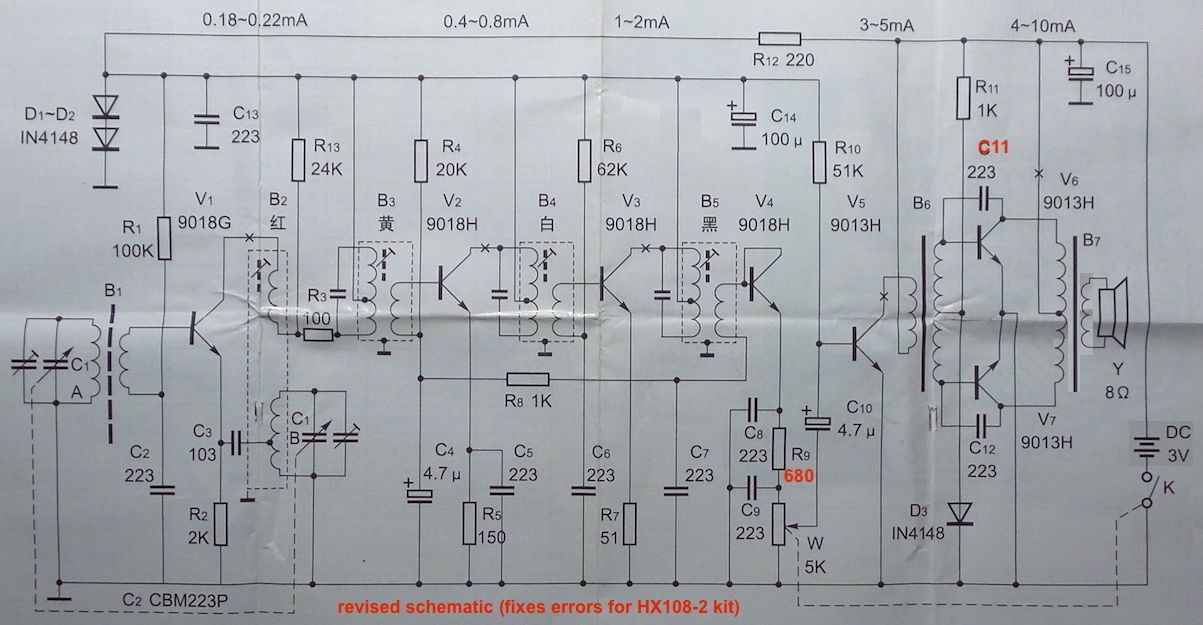 0.18~0.22mA
0.4~0.8mA
1~2mA
3~5mA
4~10mA
R12 220
D1~D2
IN4148
C13
223
R13
24K
R4
20K
R6
62K
C14
100 μ
R10
51K
R11
1K
C11
223
C15
100 μ
V1
9018G
B2
红
B3
黄
V2
9018H
B4
白
V3
9018H
B5
黑
V4
9018H
V5
9013H
B6
V6
9013H
B7
R1
100K
B1
R3
100
C1
A
C1
B
R8 1K
Y
8Ω
C3
103
C2
223
R2
2K
C4
4.7 μ
C5
223
R5
150
C6
223
R7
51
C7
223
C8
223
R9
680
C9
223
W
5K
C10
4.7 μ
V7
9013H
C12
223
D3
IN4148
DC
3V
K
C2 CBM223P
revised schematic (fixes errors for HX108-2 kit)